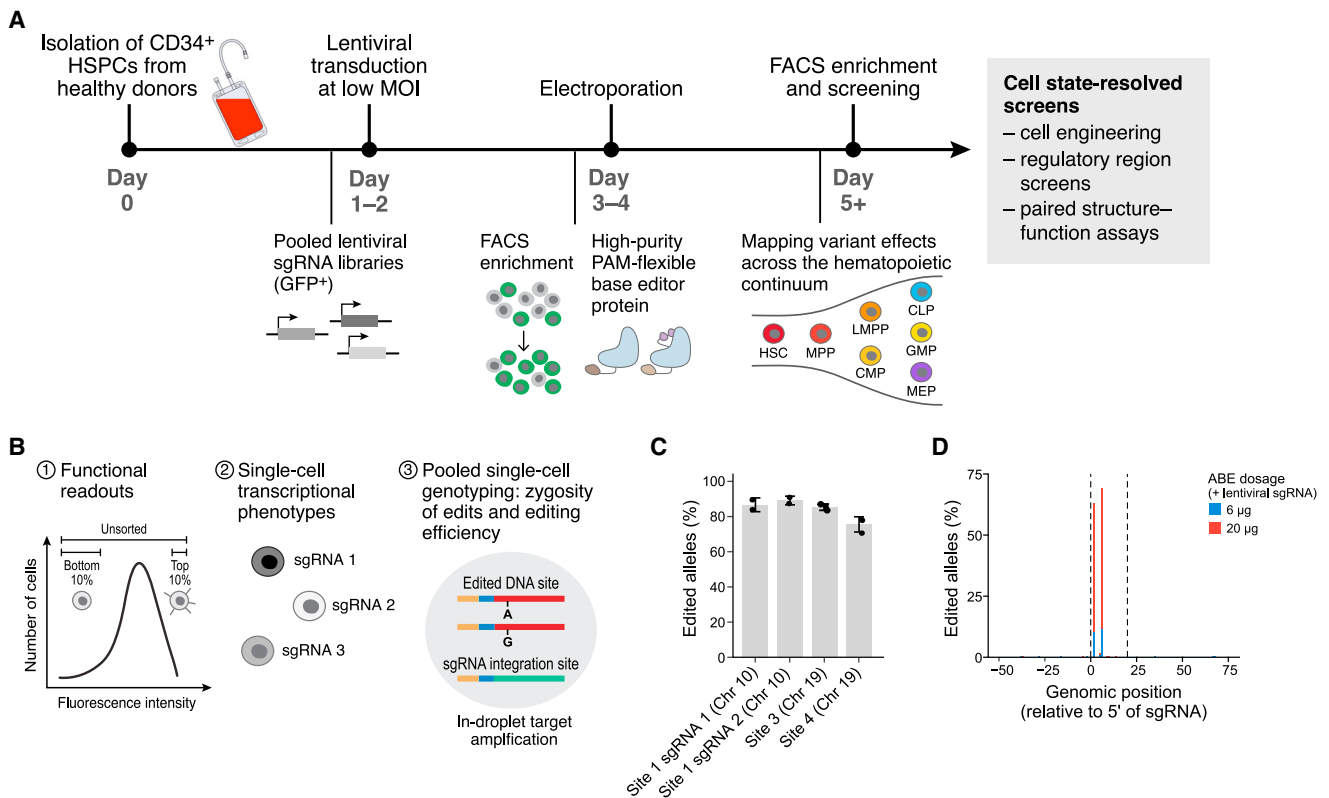 A
Isolation of CD34+
HSPCs from
healthy donors
Lentiviral
transduction
at low MOI
Electroporation
FACS enrichment
and screening
Day
0
Day
1–2
Day
3–4
Day
5+
Pooled lentiviral
sgRNA libraries
(GFP+)
FACS
enrichment
High-purity
PAM-flexible
base editor
protein
Mapping variant effects
across the hematopoietic
continuum
HSC
MPP
LMPP
CMP
CLP
GMP
MEP
Cell state-resolved
screens
– cell engineering
– regulatory region
screens
– paired structure–
function assays
B
① Functional
readouts
Unsorted
Bottom
10%
Top
10%
Number of cells
Fluorescence intensity
② Single-cell
transcriptional
phenotypes
sgRNA 1
sgRNA 2
sgRNA 3
③ Pooled single-cell
genotyping: zygosity
of edits and editing
efficiency
Edited DNA site
A
G
sgRNA integration site
In-droplet target
amplfication
C
Edited alleles (%)
100
80
60
40
20
0
Site 1 sgRNA 1 (Chr 10)
Site 1 sgRNA 2 (Chr 10)
Site 3 (Chr 19)
Site 4 (Chr 19)
D
Edited alleles (%)
75
50
25
0
−50
−25
0
25
50
75
Genomic position
(relative to 5' of sgRNA)
ABE dosage
(+ lentiviral sgRNA)
6 µg
20 µg